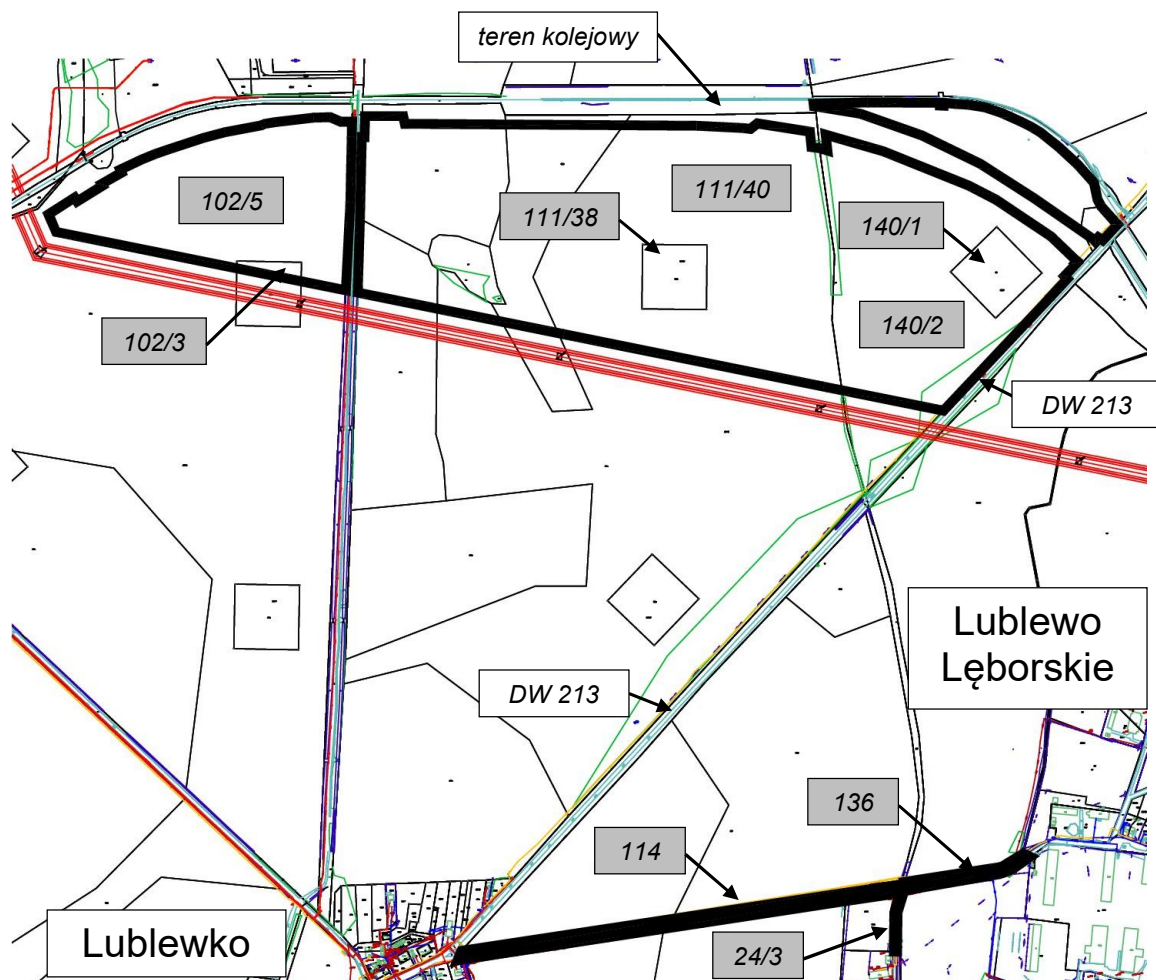 teren kolejowy
102/5
111/38
111/40
140/1
102/3
140/2
DW 213
Lublewo
Lęborskie
DW 213
136
114
Lublewko
24/3